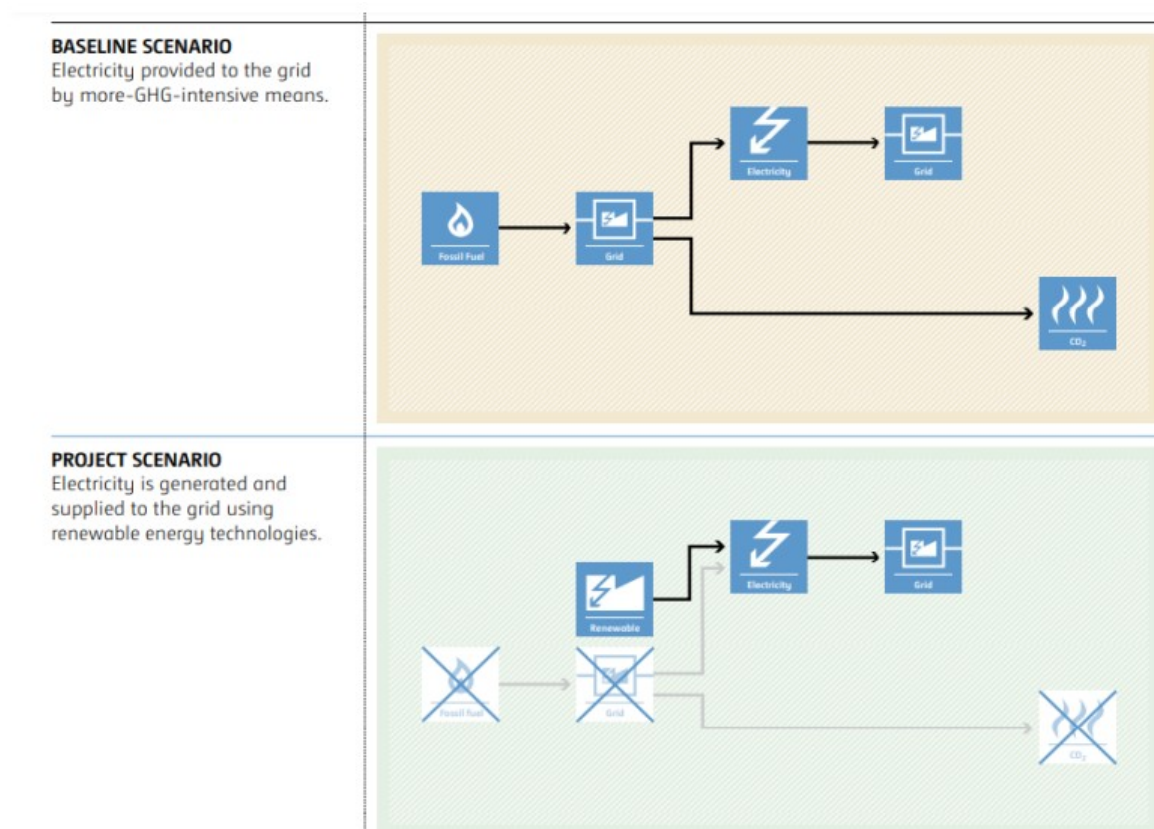 BASELINE SCENARIO
Electricity provided to the grid
by more-GHG-intensive means.
Electricity
Grid
Fossil Fuel
Grid
CO₂
PROJECT SCENARIO
Electricity is generated and
supplied to the grid using
renewable energy technologies.
Electricity
Grid
Renewable
Fossil fuel
Grid
CO₂